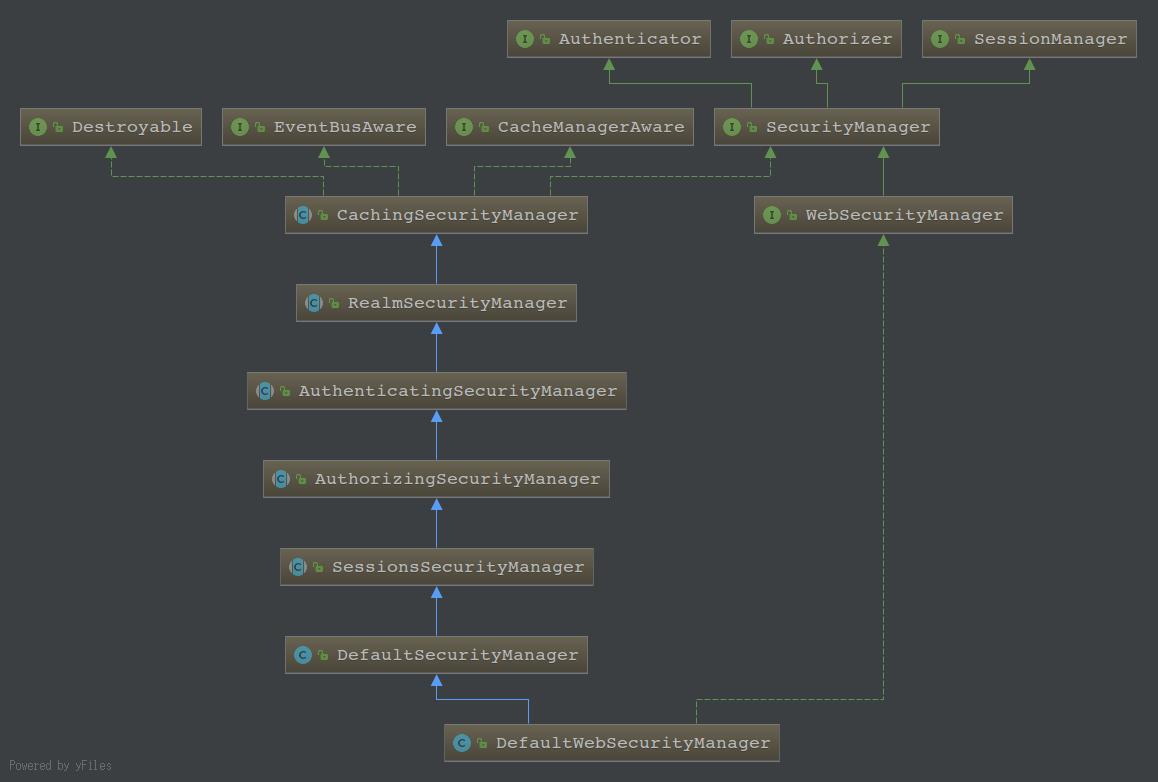 Authenticator
Authorizer
SessionManager
Destroyable
EventBusAware
CacheManagerAware
SecurityManager
CachingSecurityManager
WebSecurityManager
RealmSecurityManager
AuthenticatingSecurityManager
AuthorizingSecurityManager
SessionsSecurityManager
DefaultSecurityManager
DefaultWebSecurityManager
Powered by yFiles